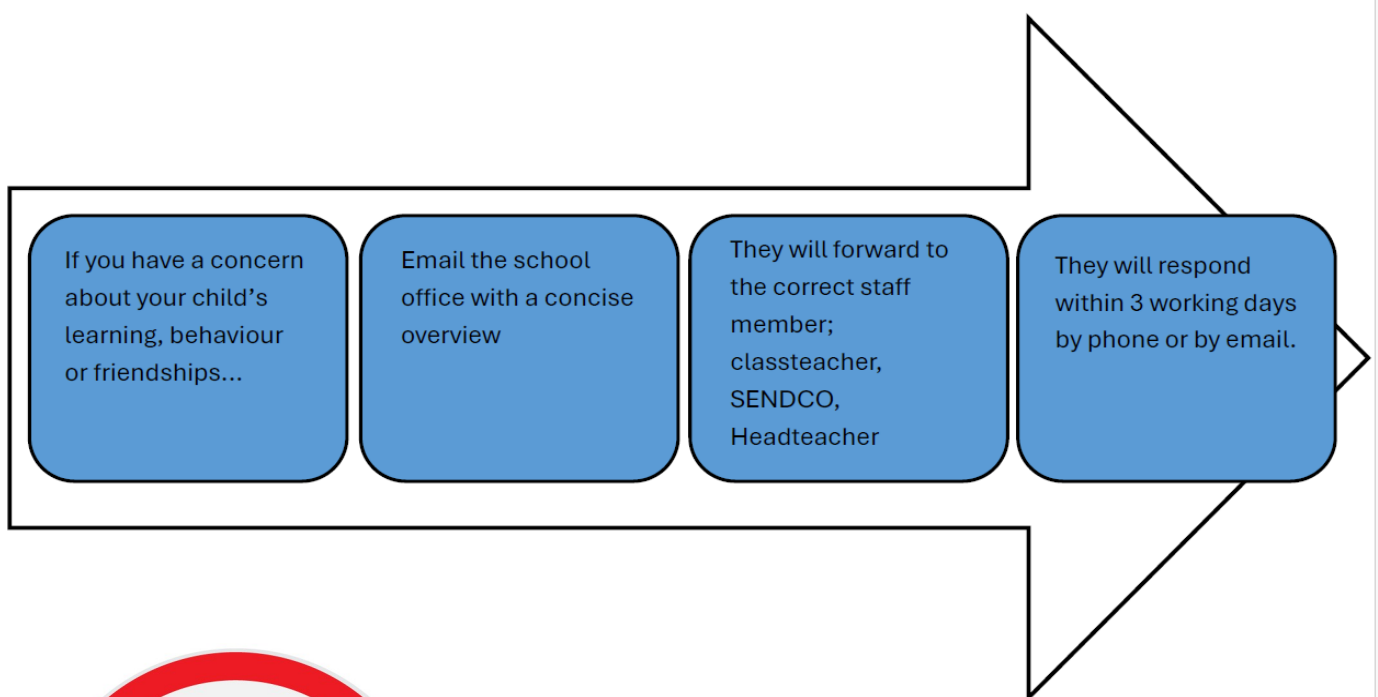 If you have a concern
about your child’s
learning, behaviour
or friendships...
Email the school
office with a concise
overview
They will forward to
the correct staff
member;
classteacher,
SENDCO,
Headteacher
They will respond
within 3 working days
by phone or by email.